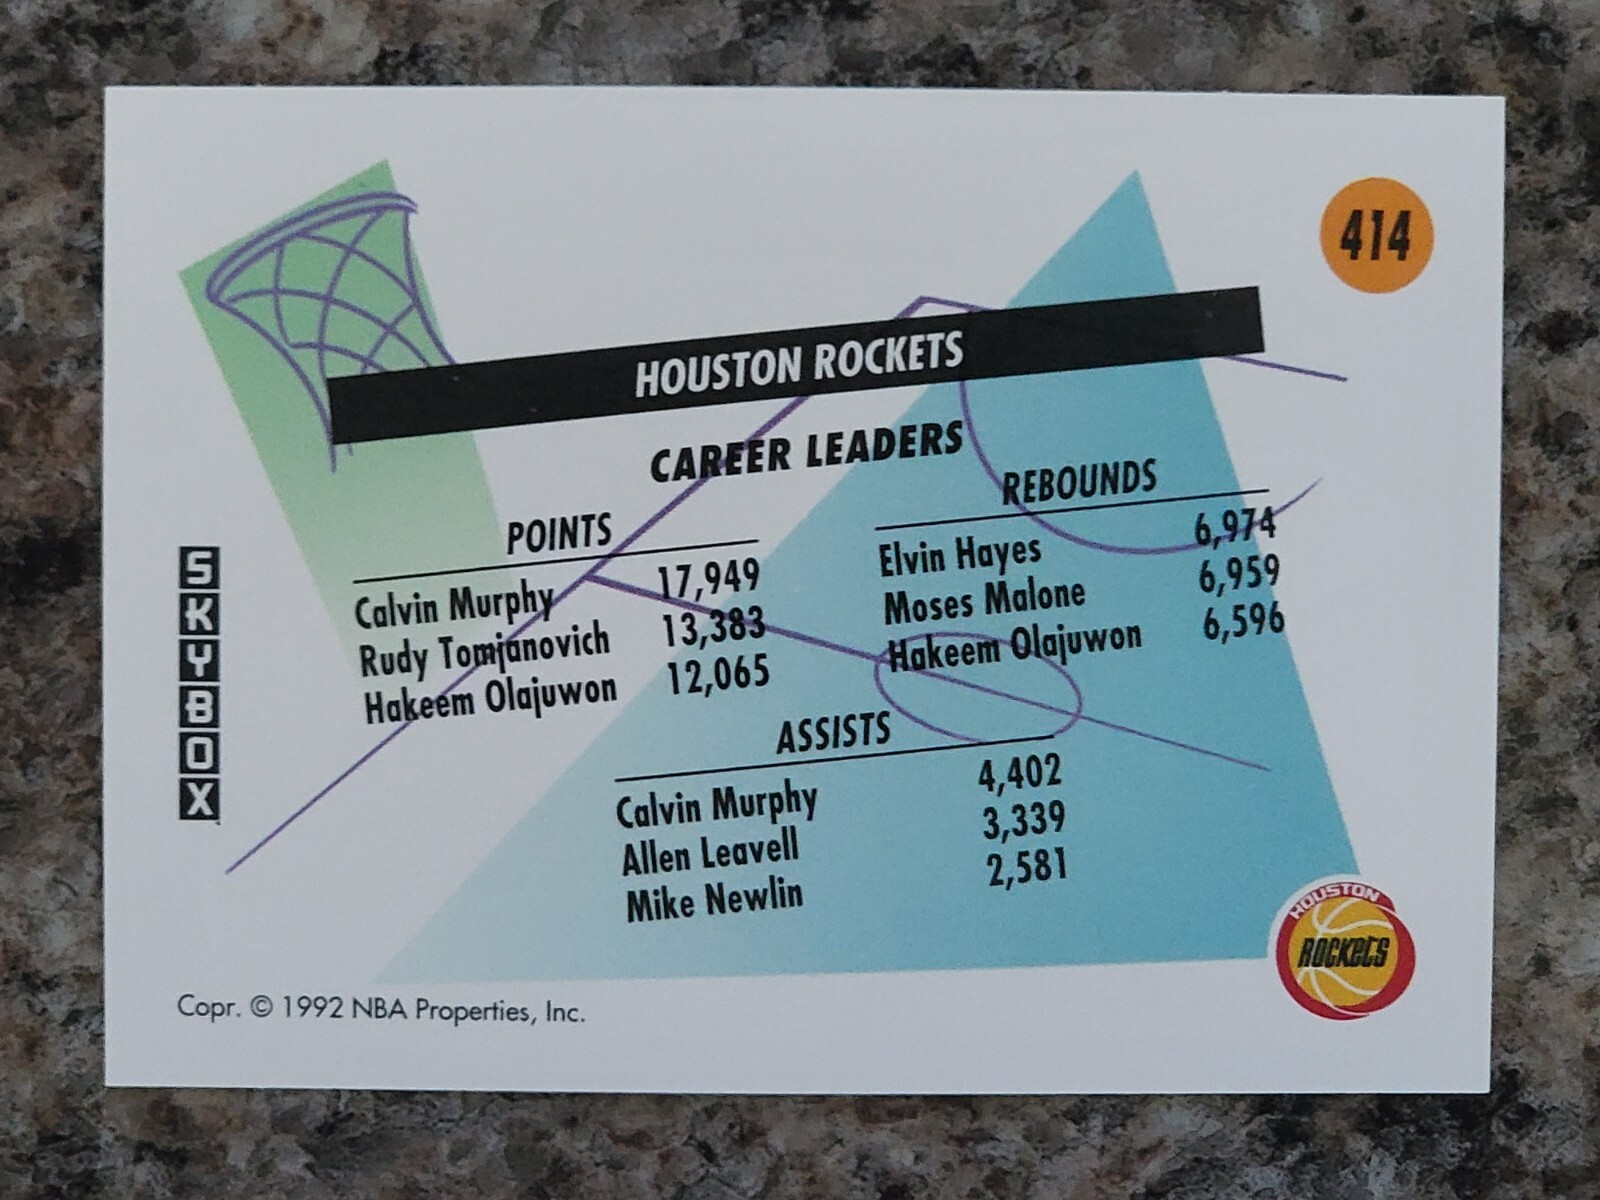 414
HOUSTON ROCKETS
CAREER LEADERS
POINTS
Calvin Murphy 17,949
Rudy Tomjanovich 13,383
Hakeem Olajuwon 12,065
REBOUNDS
Elvin Hayes 6,974
Moses Malone 6,959
Hakeem Olajuwon 6,596
ASSISTS
Calvin Murphy 4,402
Allen Leavell 3,339
Mike Newlin 2,581
SKYBOX
Copr. © 1992 NBA Properties, Inc.
HOUSTON
ROCKETS